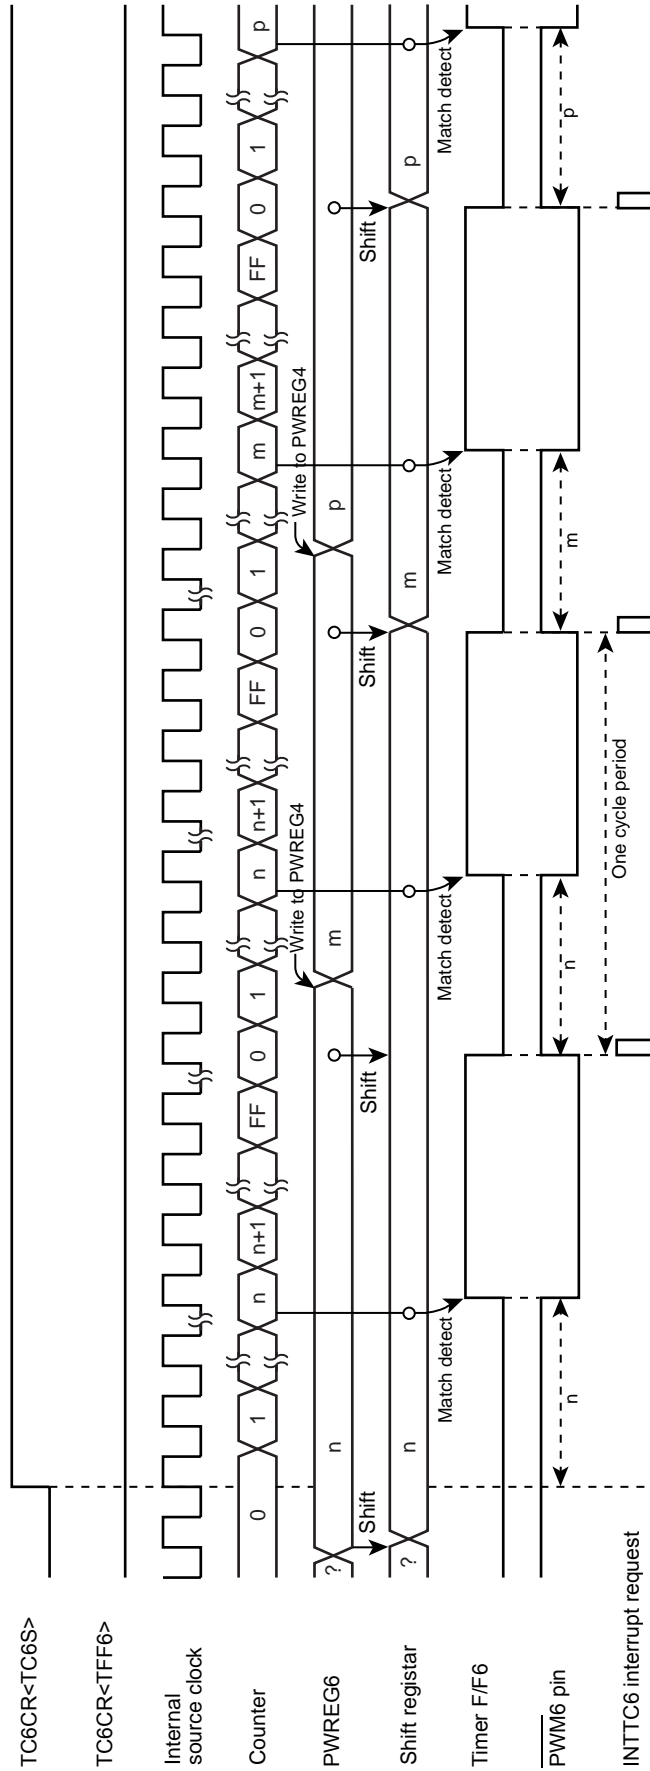 TC6CR<TC6S>
TC6CR<TFF6>
Internal
source clock
Counter 0 1 n n+1 FF 0 1 n n+1 FF 0 1 m m+1 FF 0 1 p
Write to PWREG4 Write to PWREG4
PWREG6 ? n m p
Shift Shift Shift Shift
Shift registar ? n m p
Match detect Match detect Match detect Match detect
Timer F/F6
PWM6 pin n n m p
One cycle period
INTTC6 interrupt request